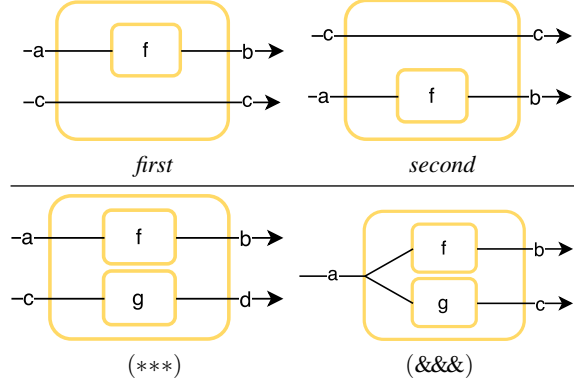 a f b
c c
first
c c
a f b
second
a f b
c g d
(***)
f b
a
g c
(&&&)